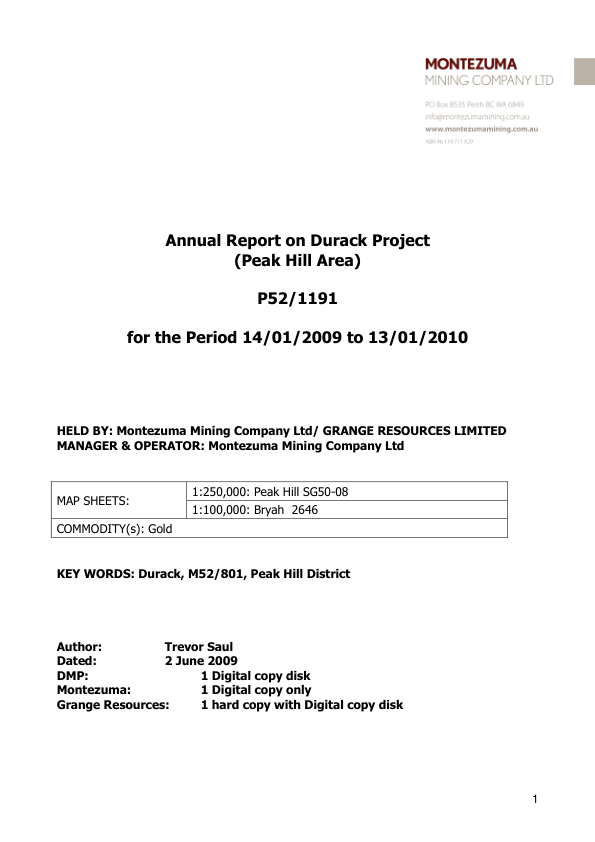 MONTEZUMA
MINING COMPANY LTD
PO Box 8535 Perth BC WA 6849
info@montezumamining.com.au
www.montezumamining.com.au
ABN 46 119 711 929
Annual Report on Durack Project
(Peak Hill Area)
P52/1191
for the Period 14/01/2009 to 13/01/2010
HELD BY: Montezuma Mining Company Ltd/ GRANGE RESOURCES LIMITED
MANAGER & OPERATOR: Montezuma Mining Company Ltd
MAP SHEETS:
1:250,000: Peak Hill SG50-08
1:100,000: Bryah 2646
COMMODITY(s): Gold
KEY WORDS: Durack, M52/801, Peak Hill District
Author: Trevor Saul
Dated: 2 June 2009
DMP: 1 Digital copy disk
Montezuma: 1 Digital copy only
Grange Resources: 1 hard copy with Digital copy disk
1